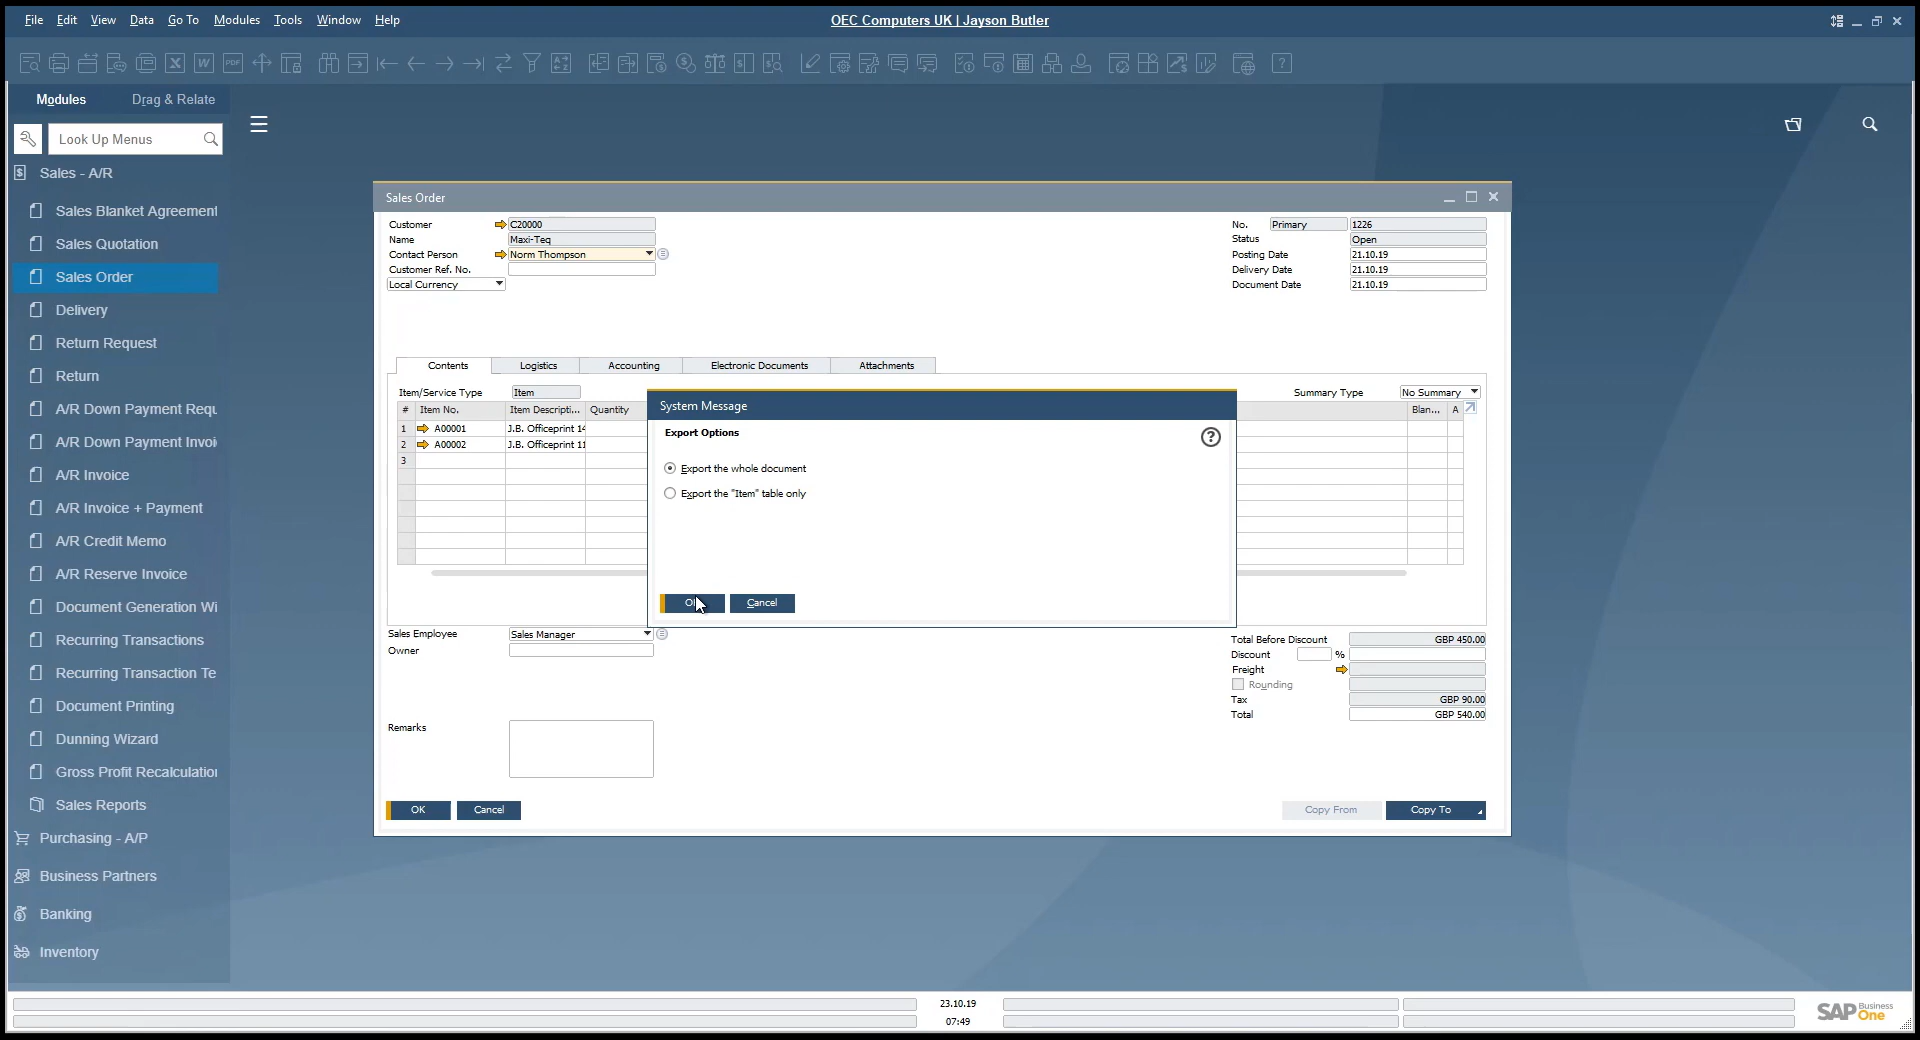 File Edit View Data Go To Modules Tools Window Help
OEC Computers UK | Jayson Butler
Modules
Drag & Relate
Look Up Menus
Sales - A/R
Sales Blanket Agreement
Sales Quotation
Sales Order
Delivery
Return Request
Return
A/R Down Payment Requ
A/R Down Payment Invoi
A/R Invoice
A/R Invoice + Payment
A/R Credit Memo
A/R Reserve Invoice
Document Generation Wi
Recurring Transactions
Recurring Transaction Te
Document Printing
Dunning Wizard
Gross Profit Recalculation
Sales Reports
Purchasing - A/P
Business Partners
Banking
Inventory
Sales Order
Customer C20000
Name Maxi-Teq
Contact Person Norm Thompson
Customer Ref. No.
Local Currency
No. Primary 1226
Status Open
Posting Date 21.10.19
Delivery Date 21.10.19
Document Date 21.10.19
Contents Logistics Accounting Electronic Documents Attachments
Item/Service Type Item
Summary Type No Summary
# Item No. Item Descripti... Quantity Blan... A
1 A00001 J.B. Officeprint 14
2 A00002 J.B. Officeprint 11
3
System Message
Export Options
Export the whole document
Export the "Item" table only
Cancel
Sales Employee Sales Manager
Owner
Remarks
Total Before Discount GBP 450.00
Discount %
Freight
Rounding
Tax GBP 90.00
Total GBP 540.00
OK Cancel
Copy From Copy To
23.10.19
07:49
SAP Business One